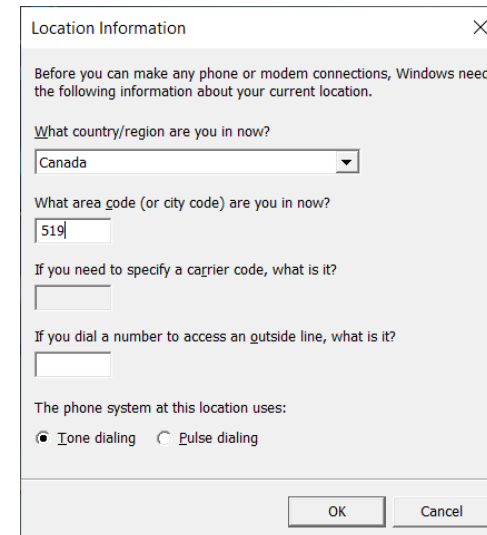 Location Information
Before you can make any phone or modem connections, Windows need
the following information about your current location.
What country/region are you in now?
Canada
What area code (or city code) are you in now?
519
If you need to specify a carrier code, what is it?
If you dial a number to access an outside line, what is it?
The phone system at this location uses:
Tone dialing Pulse dialing
OK Cancel